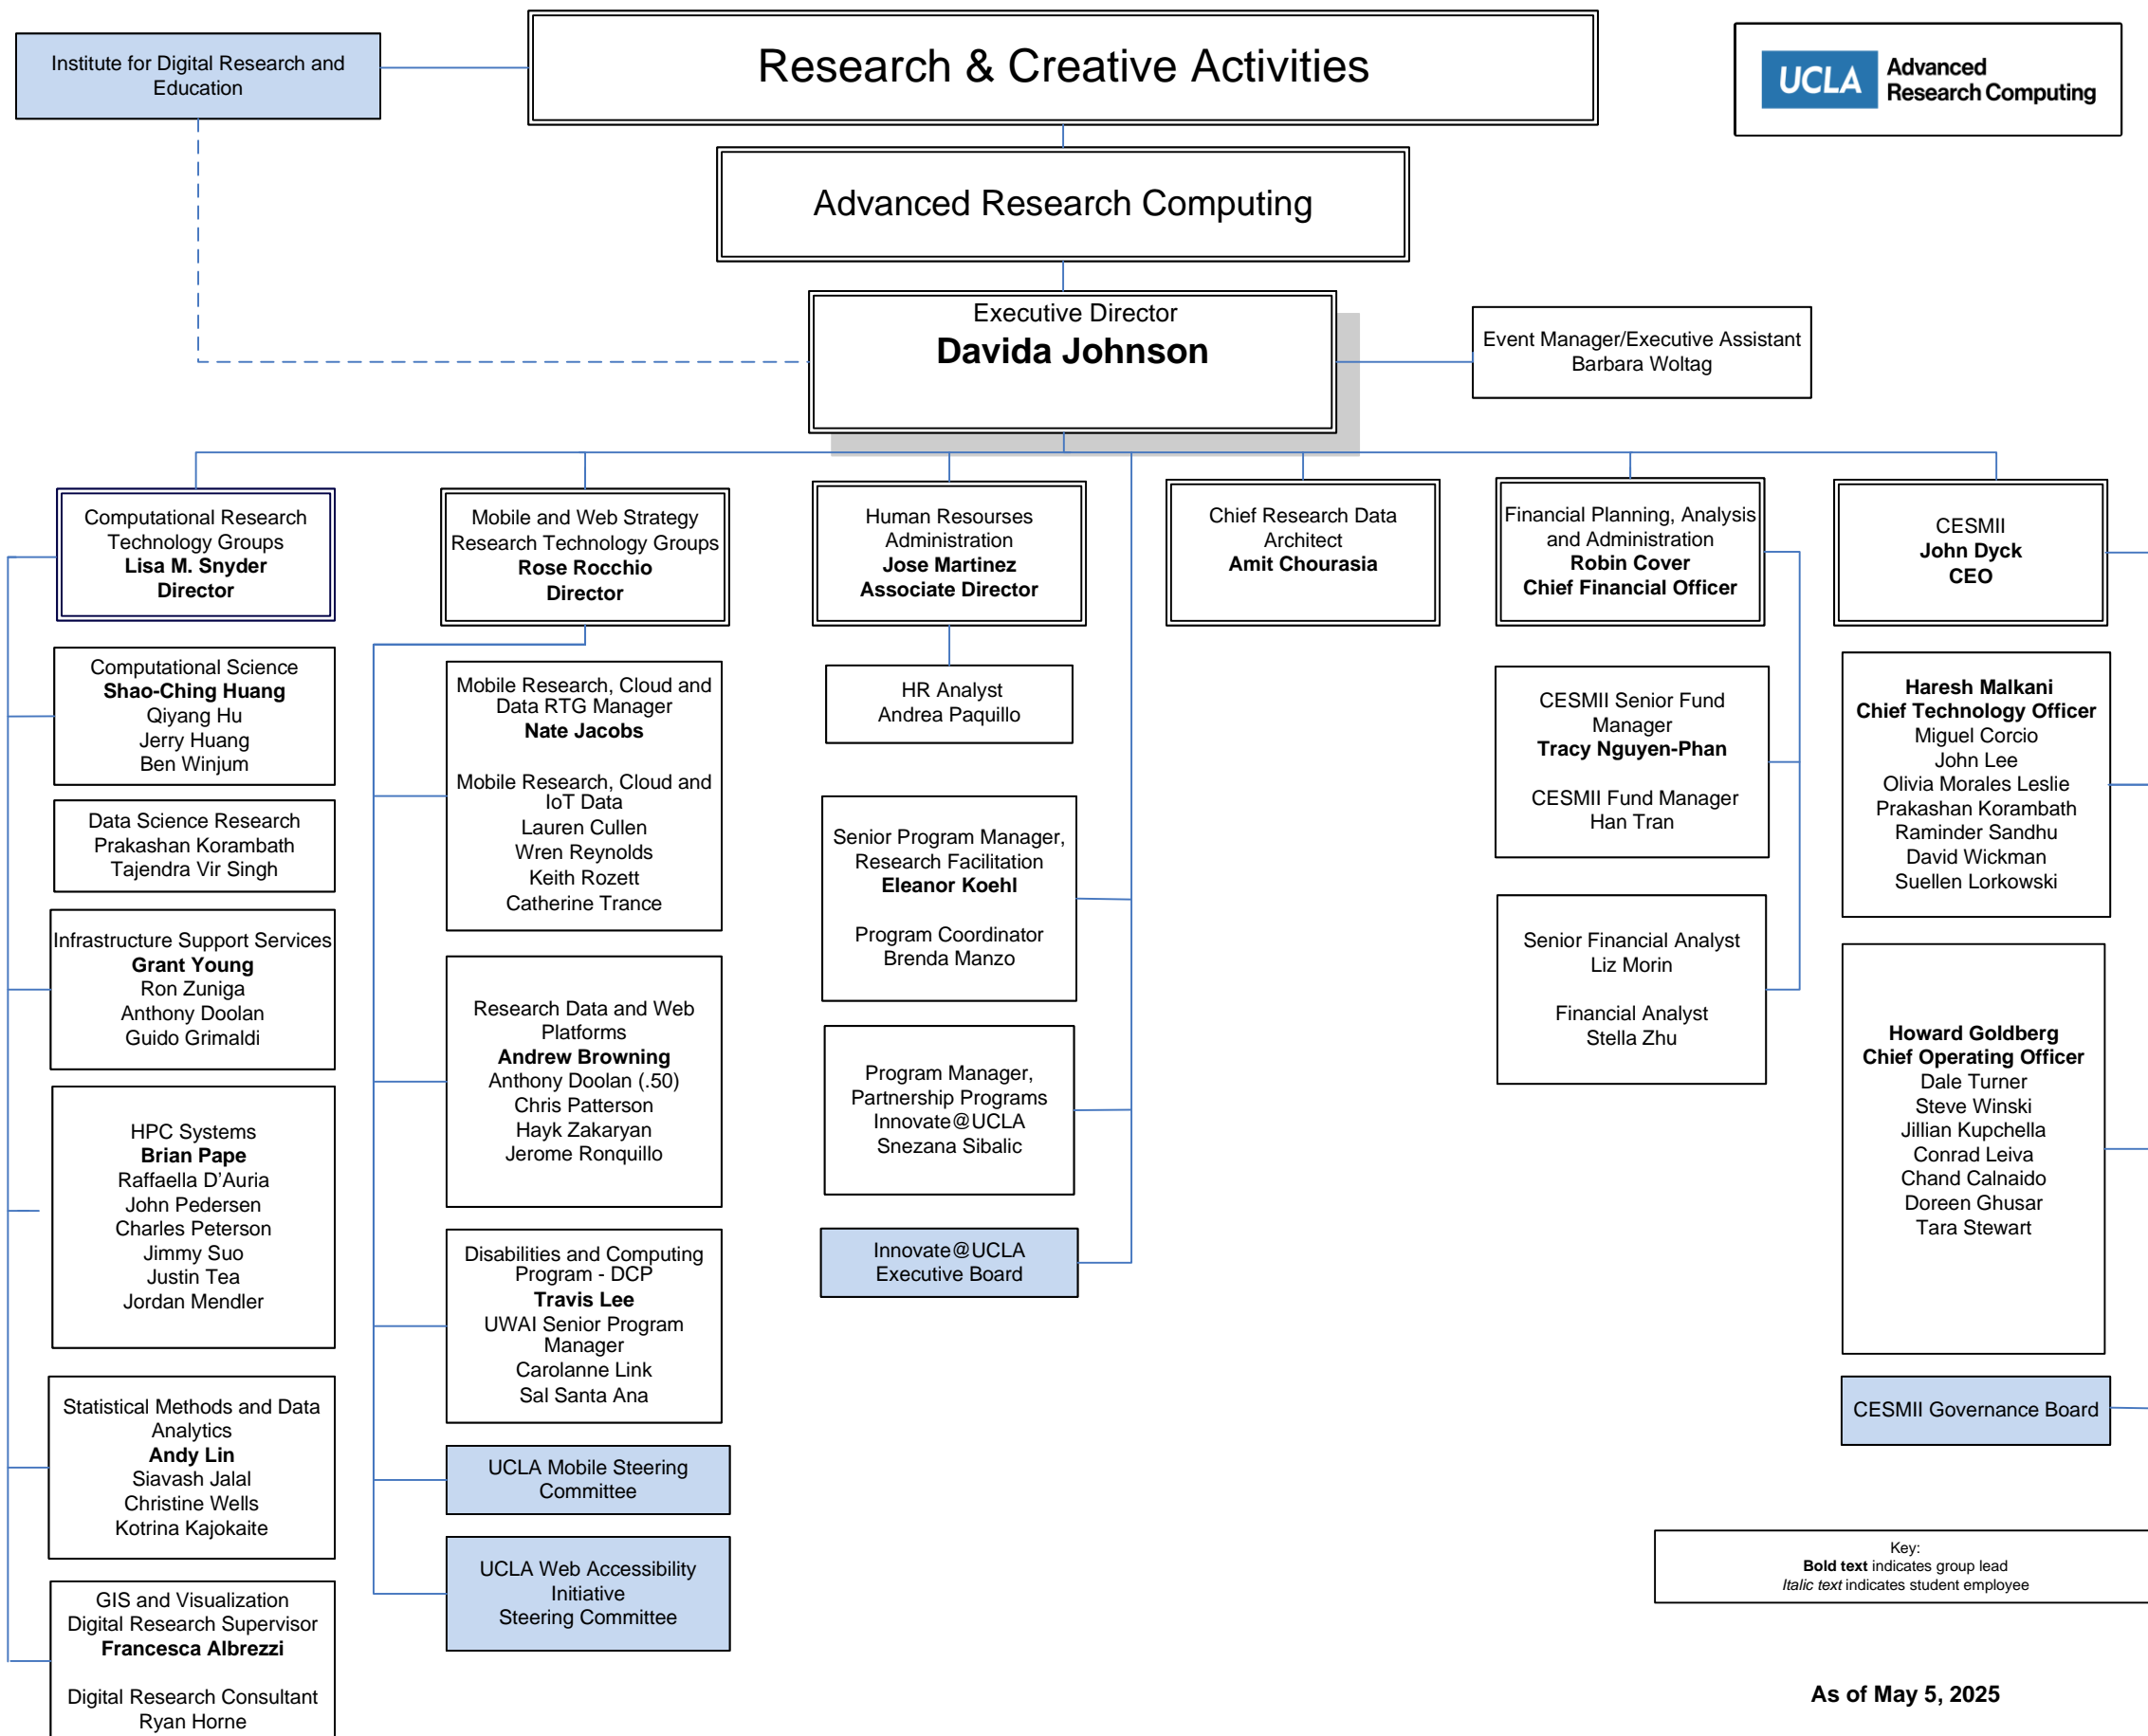 Institute for Digital Research and
Education
Research & Creative Activities
UCLA
Advanced
Research Computing
Advanced Research Computing
Executive Director
Davida Johnson
Event Manager/Executive Assistant
Barbara Woltag
Computational Research
Technology Groups
Lisa M. Snyder
Director
Mobile and Web Strategy
Research Technology Groups
Rose Rocchio
Director
Human Resourses
Administration
Jose Martinez
Associate Director
Chief Research Data
Architect
Amit Chourasia
Financial Planning, Analysis
and Administration
Robin Cover
Chief Financial Officer
CESMII
John Dyck
CEO
Computational Science
Shao-Ching Huang
Qiyang Hu
Jerry Huang
Ben Winjum
Data Science Research
Prakashan Korambath
Tajendra Vir Singh
Infrastructure Support Services
Grant Young
Ron Zuniga
Anthony Doolan
Guido Grimaldi
HPC Systems
Brian Pape
Raffaella D’Auria
John Pedersen
Charles Peterson
Jimmy Suo
Justin Tea
Jordan Mendler
Statistical Methods and Data
Analytics
Andy Lin
Siavash Jalal
Christine Wells
Kotrina Kajokaite
GIS and Visualization
Digital Research Supervisor
Francesca Albrezzi
Digital Research Consultant
Ryan Horne
Mobile Research, Cloud and
Data RTG Manager
Nate Jacobs
Mobile Research, Cloud and
IoT Data
Lauren Cullen
Wren Reynolds
Keith Rozett
Catherine Trance
Research Data and Web
Platforms
Andrew Browning
Anthony Doolan (.50)
Chris Patterson
Hayk Zakaryan
Jerome Ronquillo
Disabilities and Computing
Program - DCP
Travis Lee
UWAI Senior Program
Manager
Carolanne Link
Sal Santa Ana
UCLA Mobile Steering
Committee
UCLA Web Accessibility
Initiative
Steering Committee
HR Analyst
Andrea Paquillo
Senior Program Manager,
Research Facilitation
Eleanor Koehl
Program Coordinator
Brenda Manzo
Program Manager,
Partnership Programs
Innovate@UCLA
Snezana Sibalic
Innovate@UCLA
Executive Board
CESMII Senior Fund
Manager
Tracy Nguyen-Phan
CESMII Fund Manager
Han Tran
Senior Financial Analyst
Liz Morin
Financial Analyst
Stella Zhu
Haresh Malkani
Chief Technology Officer
Miguel Corcio
John Lee
Olivia Morales Leslie
Prakashan Korambath
Raminder Sandhu
David Wickman
Suellen Lorkowski
Howard Goldberg
Chief Operating Officer
Dale Turner
Steve Winski
Jillian Kupchella
Conrad Leiva
Chand Calnaido
Doreen Ghusar
Tara Stewart
CESMII Governance Board
Key:
Bold text indicates group lead
Italic text indicates student employee
As of May 5, 2025